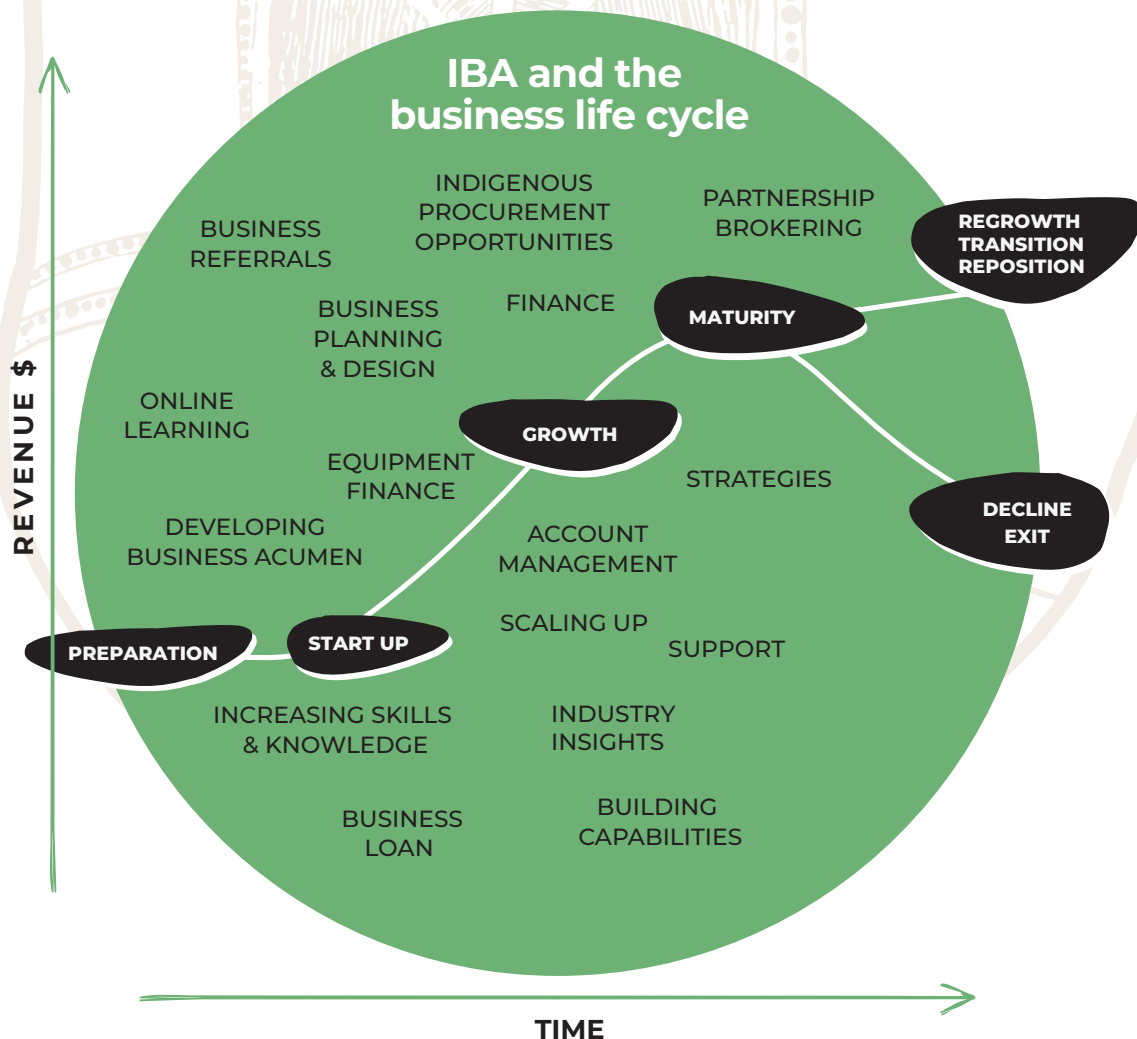 IBA and the
business life cycle
INDIGENOUS
PROCUREMENT
OPPORTUNITIES
PARTNERSHIP
BROKERING
BUSINESS
REFERRALS
REGROWTH
TRANSITION
REPOSITION
FINANCE
BUSINESS
PLANNING
& DESIGN
MATURITY
ONLINE
LEARNING
GROWTH
REVENUE $
EQUIPMENT
FINANCE
STRATEGIES
DECLINE
EXIT
DEVELOPING
BUSINESS ACUMEN
ACCOUNT
MANAGEMENT
SCALING UP
SUPPORT
PREPARATION
START UP
INCREASING SKILLS
& KNOWLEDGE
INDUSTRY
INSIGHTS
BUSINESS
LOAN
BUILDING
CAPABILITIES
TIME